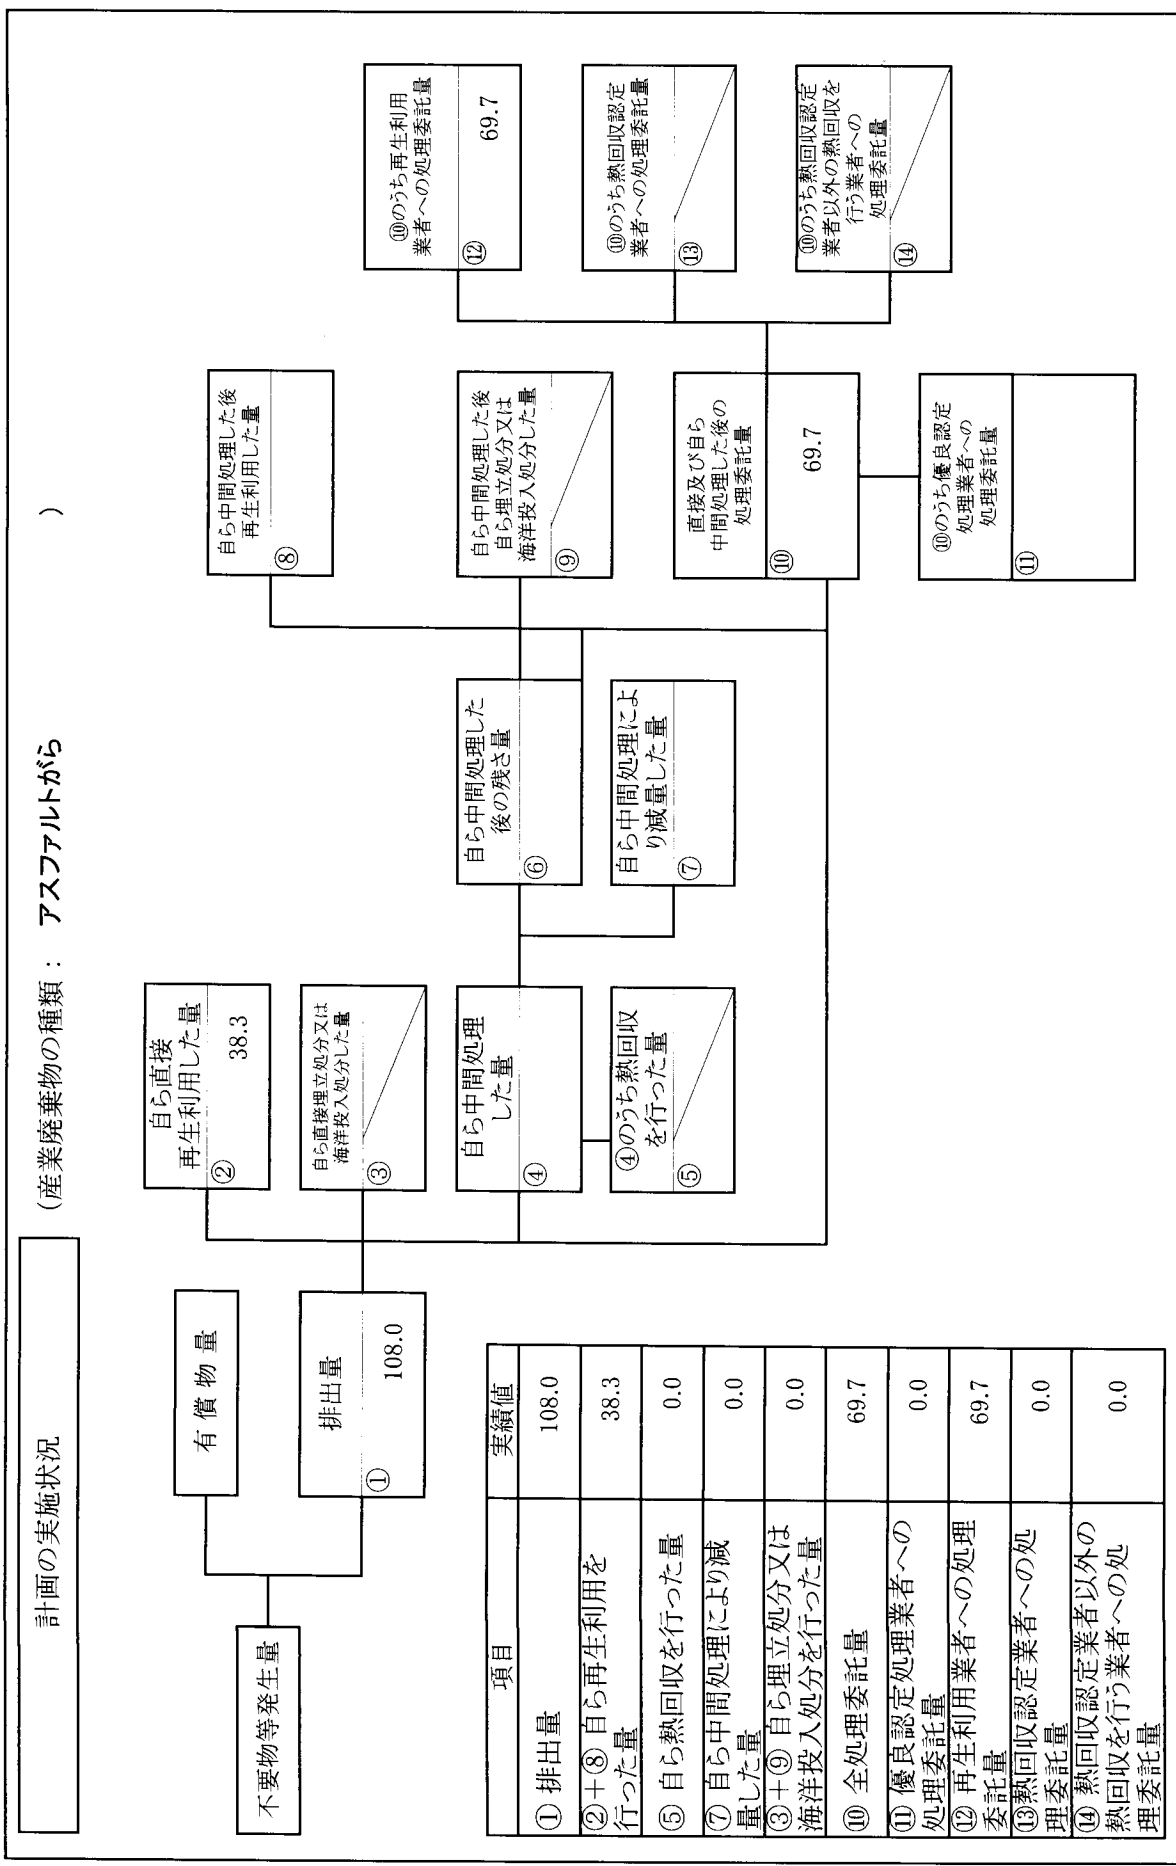 計画の実施状況
(産業廃棄物の種類： アスファルトがら )
不要物等発生量
有償物量
排出量
① 108.0
自ら直接
再生利用した量
② 38.3
自ら直接埋立処分又は
海洋投入処分した量
③
自ら中間処理
した量
④
④のうち熱回収
を行った量
⑤
自ら中間処理した
後の残さ量
⑥
自ら中間処理によ
り減量した量
⑦
自ら中間処理した後
再生利用した量
⑧
自ら中間処理した後
自ら埋立処分又は
海洋投入処分した量
⑨
直接及び自ら
中間処理した後の
処理委託量
⑩ 69.7
⑩のうち優良認定
処理業者への
処理委託量
⑪
⑩のうち再生利用
業者への処理委託量
⑫ 69.7
⑩のうち熱回収認定
業者への処理委託量
⑬
⑩のうち熱回収認定
業者以外の熱回収を
行う業者への
処理委託量
⑭
項目 実績値
① 排出量 108.0
②＋⑧ 自ら再生利用を
行った量 38.3
⑤ 自ら熱回収を行った量 0.0
⑦ 自ら中間処理により減
量した量 0.0
③＋⑨ 自ら埋立処分又は
海洋投入処分を行った量 0.0
⑩ 全処理委託量 69.7
⑪ 優良認定処理業者への
処理委託量 0.0
⑫ 再生利用業者への処理
委託量 69.7
⑬熱回収認定業者への処
理委託量 0.0
⑭ 熱回収認定業者以外の
熱回収を行う業者への処
理委託量 0.0